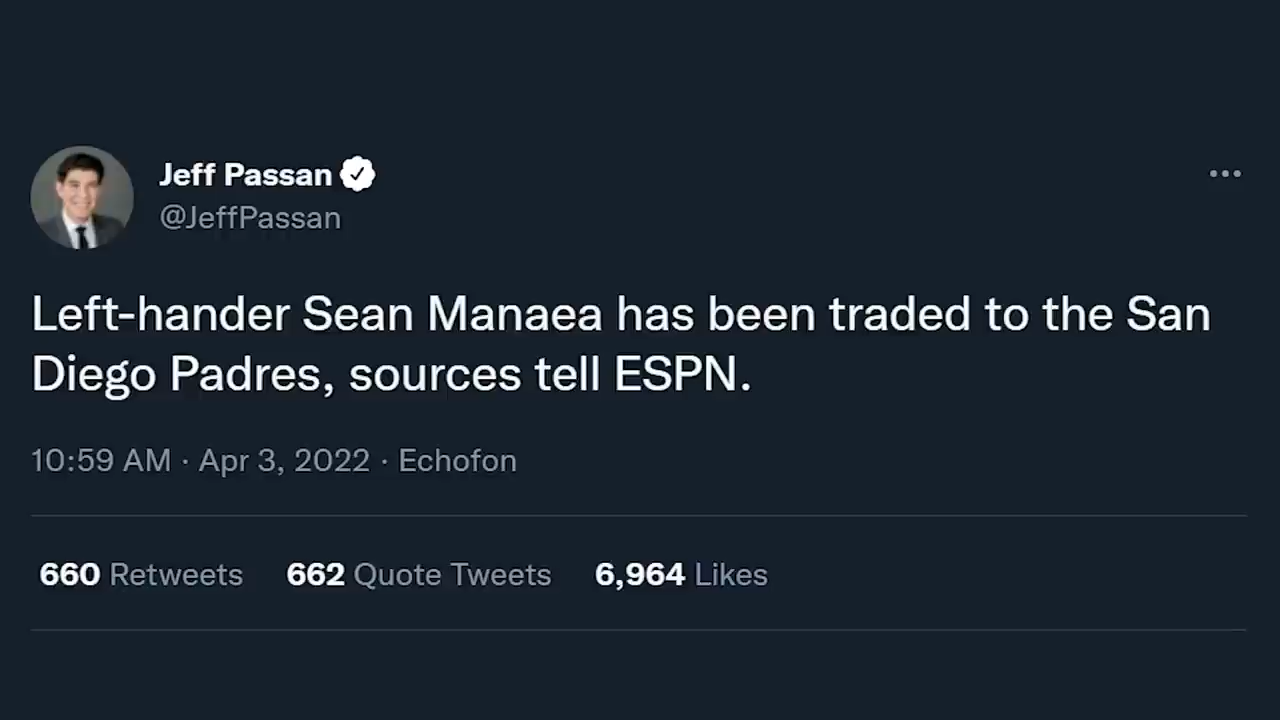 Jeff Passan
@JeffPassan
Left-hander Sean Manaea has been traded to the San
Diego Padres, sources tell ESPN.
10:59 AM · Apr 3, 2022 · Echofon
660 Retweets 662 Quote Tweets 6,964 Likes